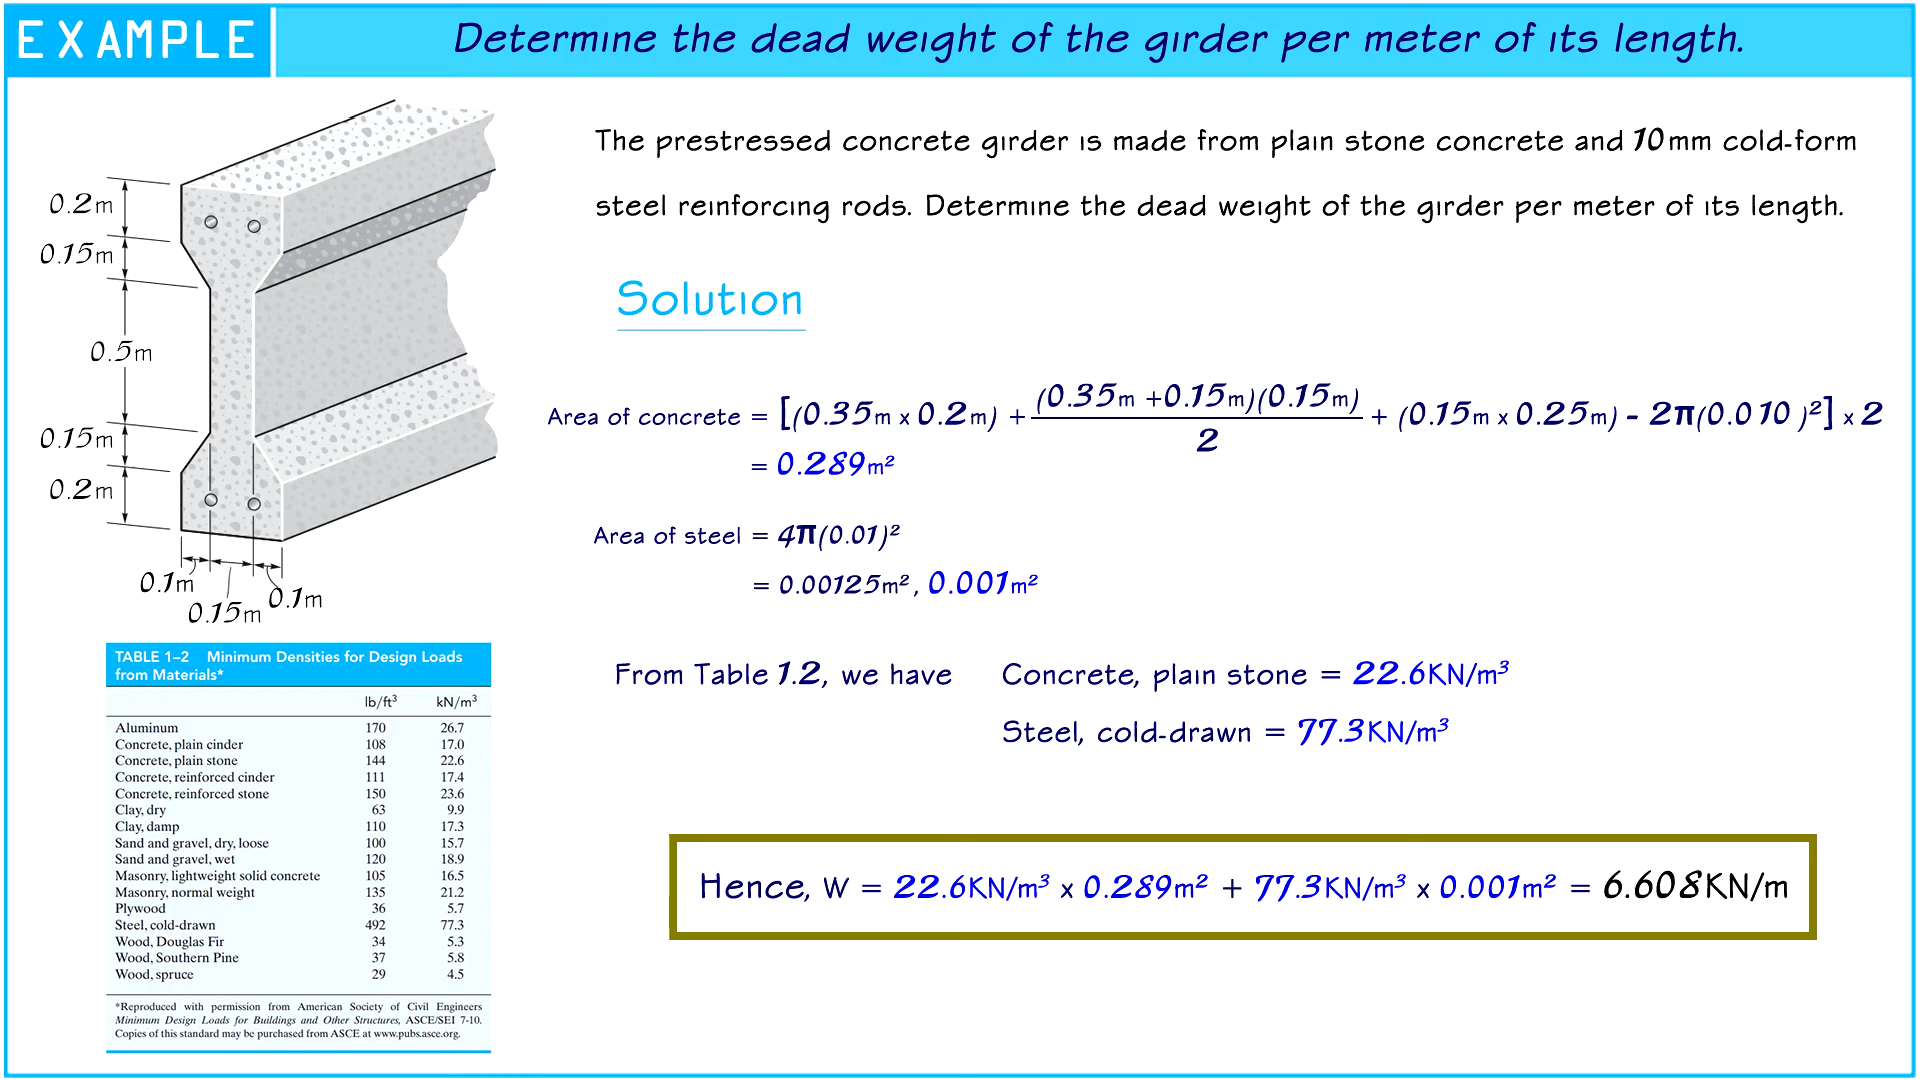 EXAMPLE
Determine the dead weight of the girder per meter of its length.
The prestressed concrete girder is made from plain stone concrete and 10mm cold-form
steel reinforcing rods. Determine the dead weight of the girder per meter of its length.
Solution
0.2m
0.15m
0.5m
0.15m
0.2m
0.1m
0.15m
0.1m
Area of concrete = [(0.35m x 0.2m) + (0.35m +0.15m)(0.15m) / 2 + (0.15m x 0.25m) - 2π(0.010 )²] x 2
= 0.289m²
Area of steel = 4π(0.01)²
= 0.00125m², 0.001m²
From Table 1.2, we have
Concrete, plain stone = 22.6KN/m³
Steel, cold-drawn = 77.3KN/m³
Hence, W = 22.6KN/m³ x 0.289m² + 77.3KN/m³ x 0.001m² = 6.608KN/m
TABLE 1–2 Minimum Densities for Design Loads
from Materials*
lb/ft³ kN/m³
Aluminum 170 26.7
Concrete, plain cinder 108 17.0
Concrete, plain stone 144 22.6
Concrete, reinforced cinder 111 17.4
Concrete, reinforced stone 150 23.6
Clay, dry 63 9.9
Clay, damp 110 17.3
Sand and gravel, dry, loose 100 15.7
Sand and gravel, wet 120 18.9
Masonry, lightweight solid concrete 105 16.5
Masonry, normal weight 135 21.2
Plywood 36 5.7
Steel, cold-drawn 492 77.3
Wood, Douglas Fir 34 5.3
Wood, Southern Pine 37 5.8
Wood, spruce 29 4.5
*Reproduced with permission from American Society of Civil Engineers
Minimum Design Loads for Buildings and Other Structures, ASCE/SEI 7-10.
Copies of this standard may be purchased from ASCE at www.pubs.asce.org.